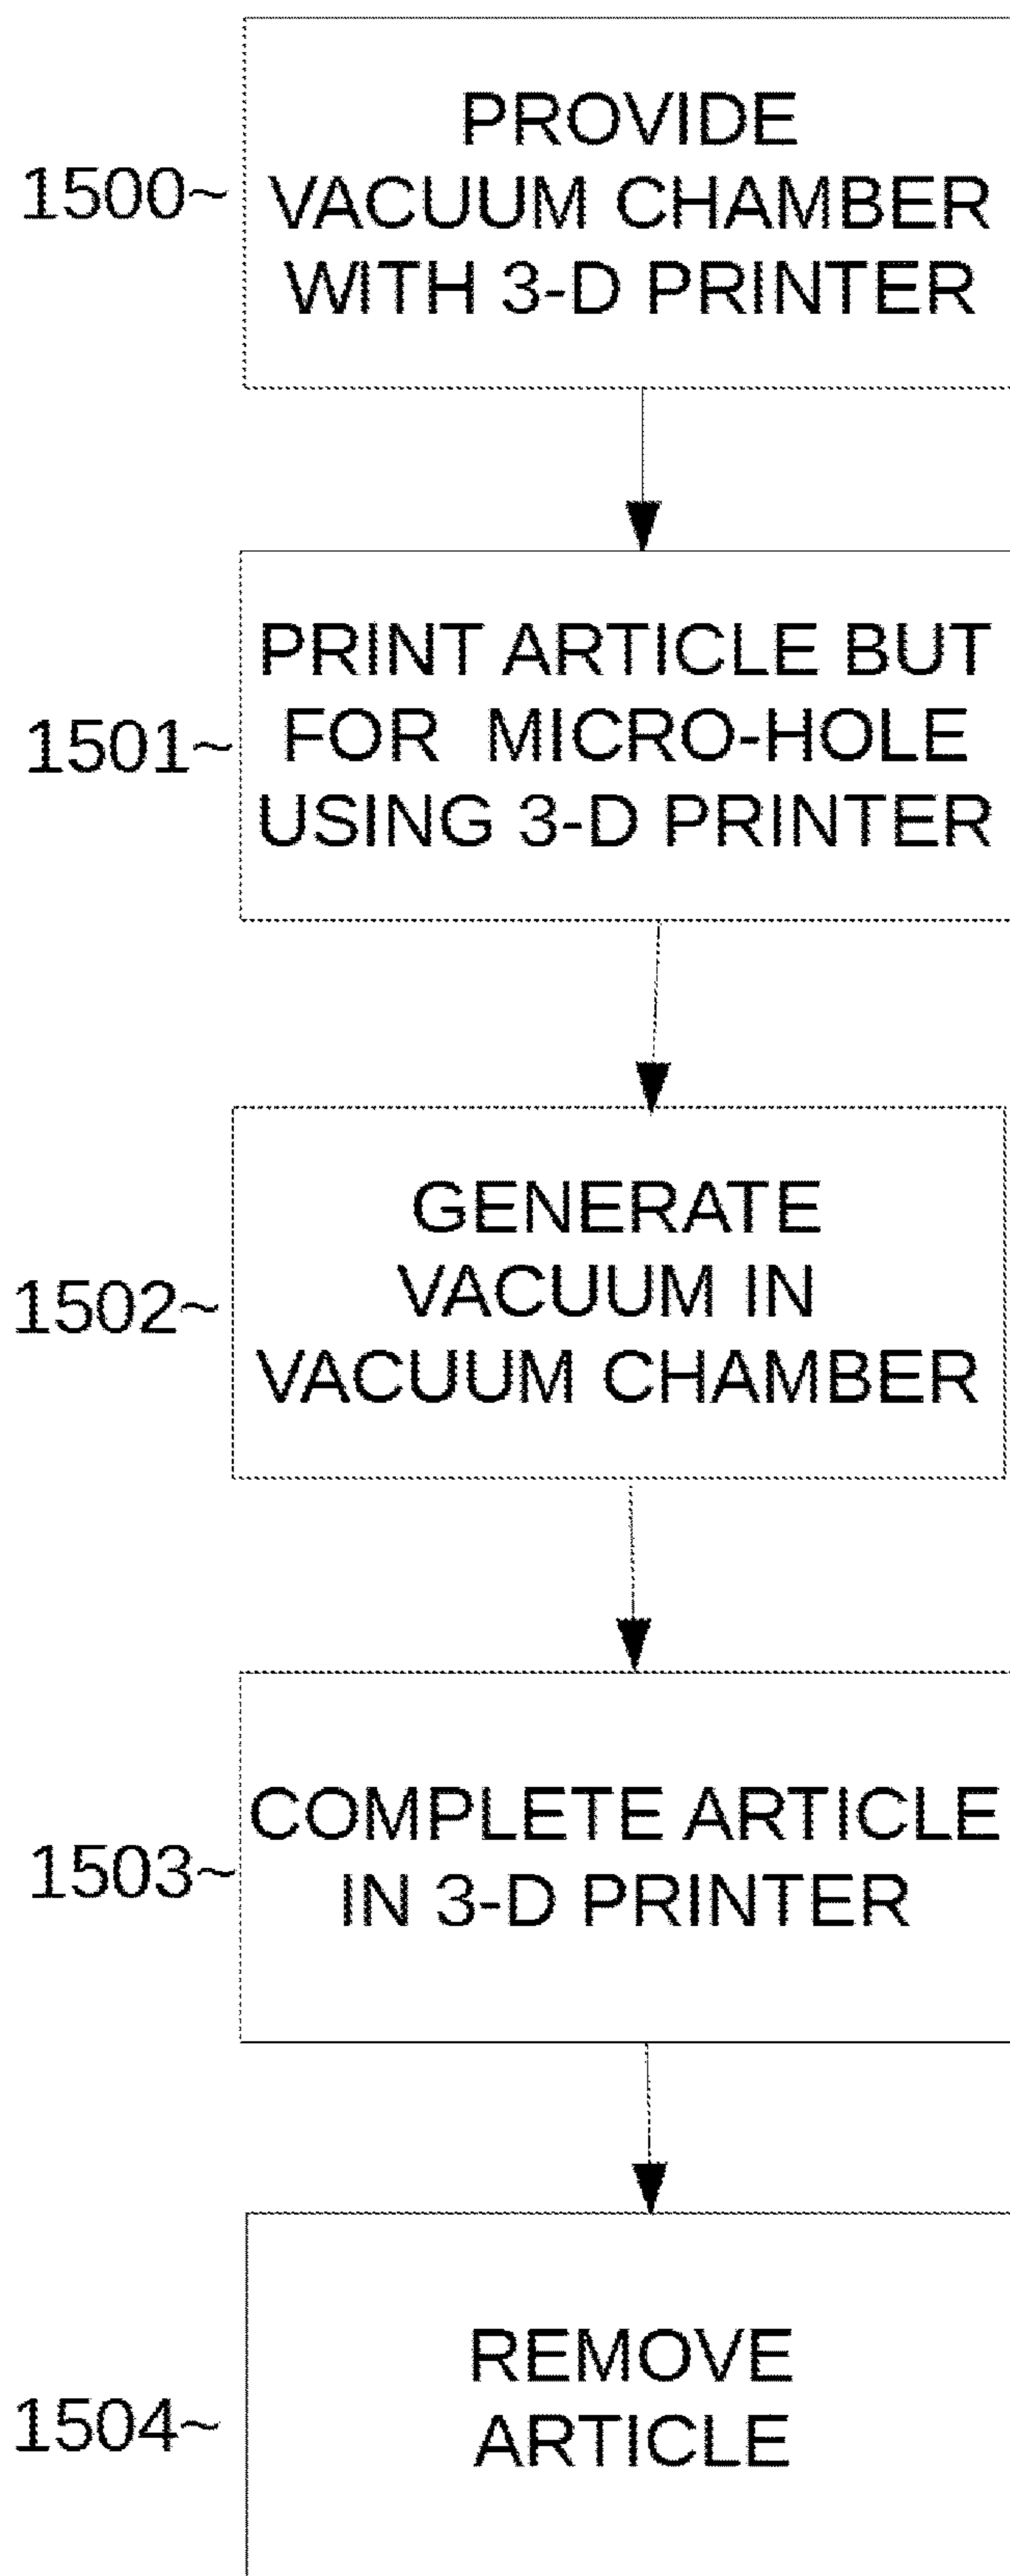 PROVIDE
1500~ VACUUM CHAMBER
WITH 3-D PRINTER
PRINT ARTICLE BUT
1501~ FOR MICRO-HOLE
USING 3-D PRINTER
GENERATE
VACUUM IN
1502~
VACUUM CHAMBER
COMPLETE ARTICLE
1503~
IN 3-D PRINTER
REMOVE
1504~
ARTICLE